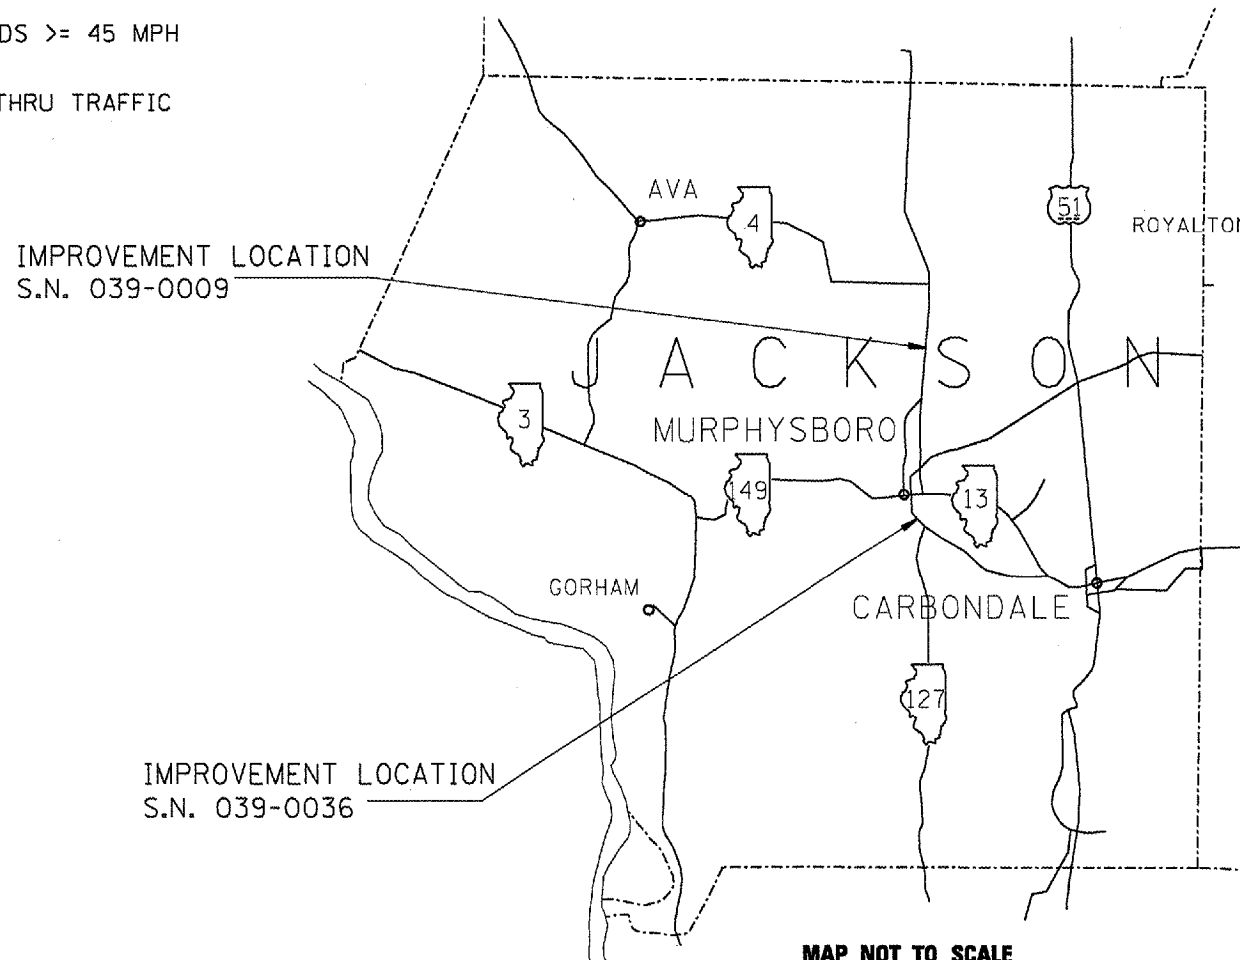 DS >= 45 MPH
THRU TRAFFIC
AVA
4
51
ROYALTON
IMPROVEMENT LOCATION
S.N. 039-0009
JACKSON
3
MURPHYSBORO
149
13
GORHAM
CARBONDALE
127
IMPROVEMENT LOCATION
S.N. 039-0036
MAP NOT TO SCALE